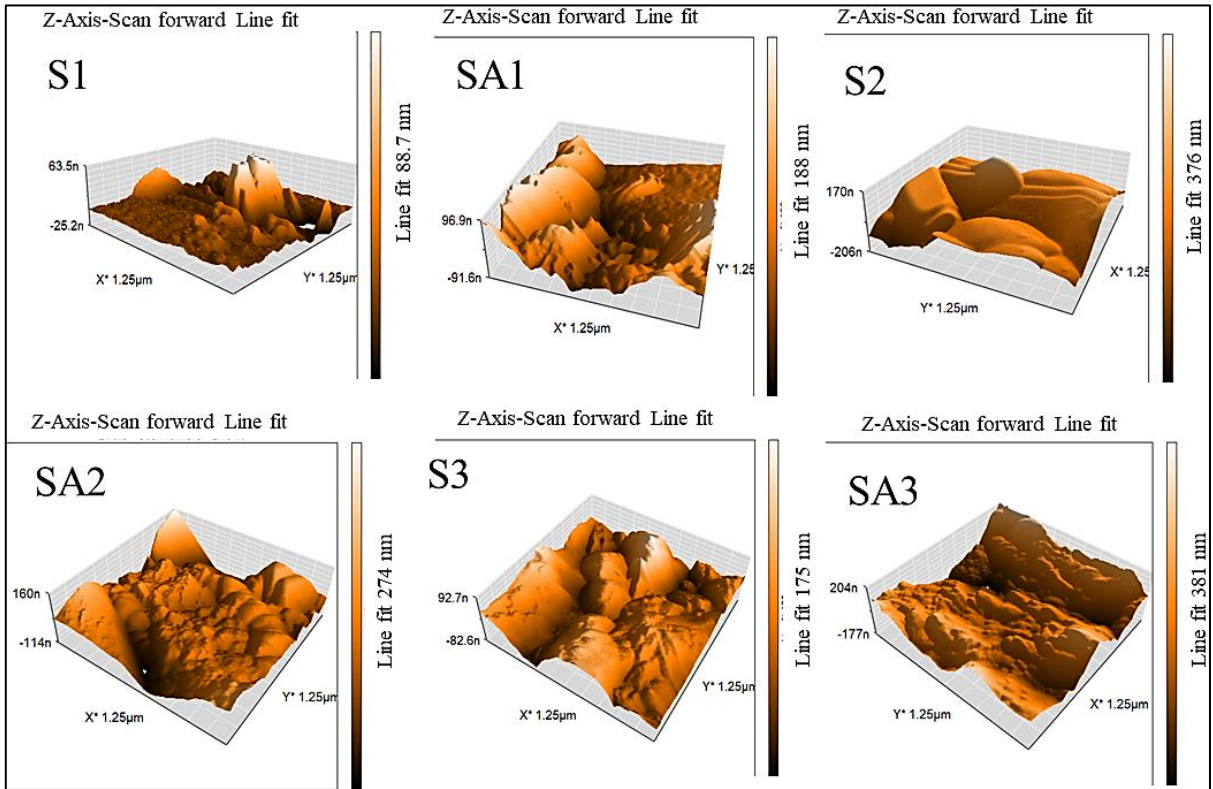 Z-Axis-Scan forward Line fit
S1
63.5n
-25.2n
X* 1.25µm
Y* 1.25µm
Line fit 88.7 nm
Z-Axis-Scan forward Line fit
SA1
96.9n
-91.6n
X* 1.25µm
Y* 1.25
Line fit 188 nm
Z-Axis-Scan forward Line fit
S2
170n
-206n
Y* 1.25µm
X* 1.25
Line fit 376 nm
Z-Axis-Scan forward Line fit
SA2
160n
-114n
X* 1.25µm
Y* 1.25µm
Line fit 274 nm
Z-Axis-Scan forward Line fit
S3
92.7n
-82.6n
X* 1.25µm
Y* 1.25µm
Line fit 175 nm
Z-Axis-Scan forward Line fit
SA3
204n
-177n
Y* 1.25µm
X* 1.25µm
Line fit 381 nm